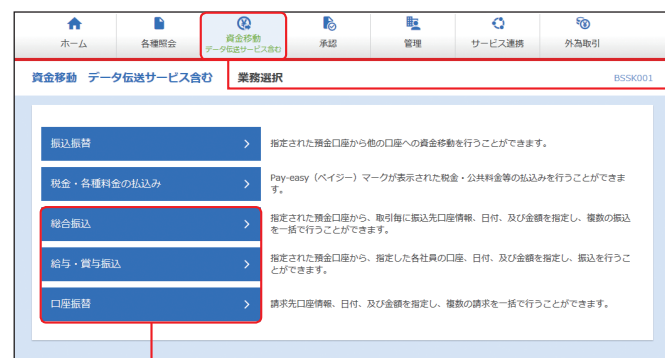 ホーム
各種照会
資金移動
データ伝送サービス含む
承認
管理
サービス連携
外為取引
資金移動 データ伝送サービス含む
業務選択
BSSK001
振込振替
指定された預金口座から他の口座への資金移動を行うことができます。
税金・各種料金の払込み
Pay-easy（ペイジー）マークが表示された税金・公共料金等の払込みを行うことができま
す。
総合振込
指定された預金口座から、取引毎に振込先口座情報、日付、及び金額を指定し、複数の振込
を一括で行うことができます。
給与・賞与振込
指定された預金口座から、指定した各社員の口座、日付、及び金額を指定し、振込を行うこ
とができます。
口座振替
請求先口座情報、日付、及び金額を指定し、複数の請求を一括で行うことができます。